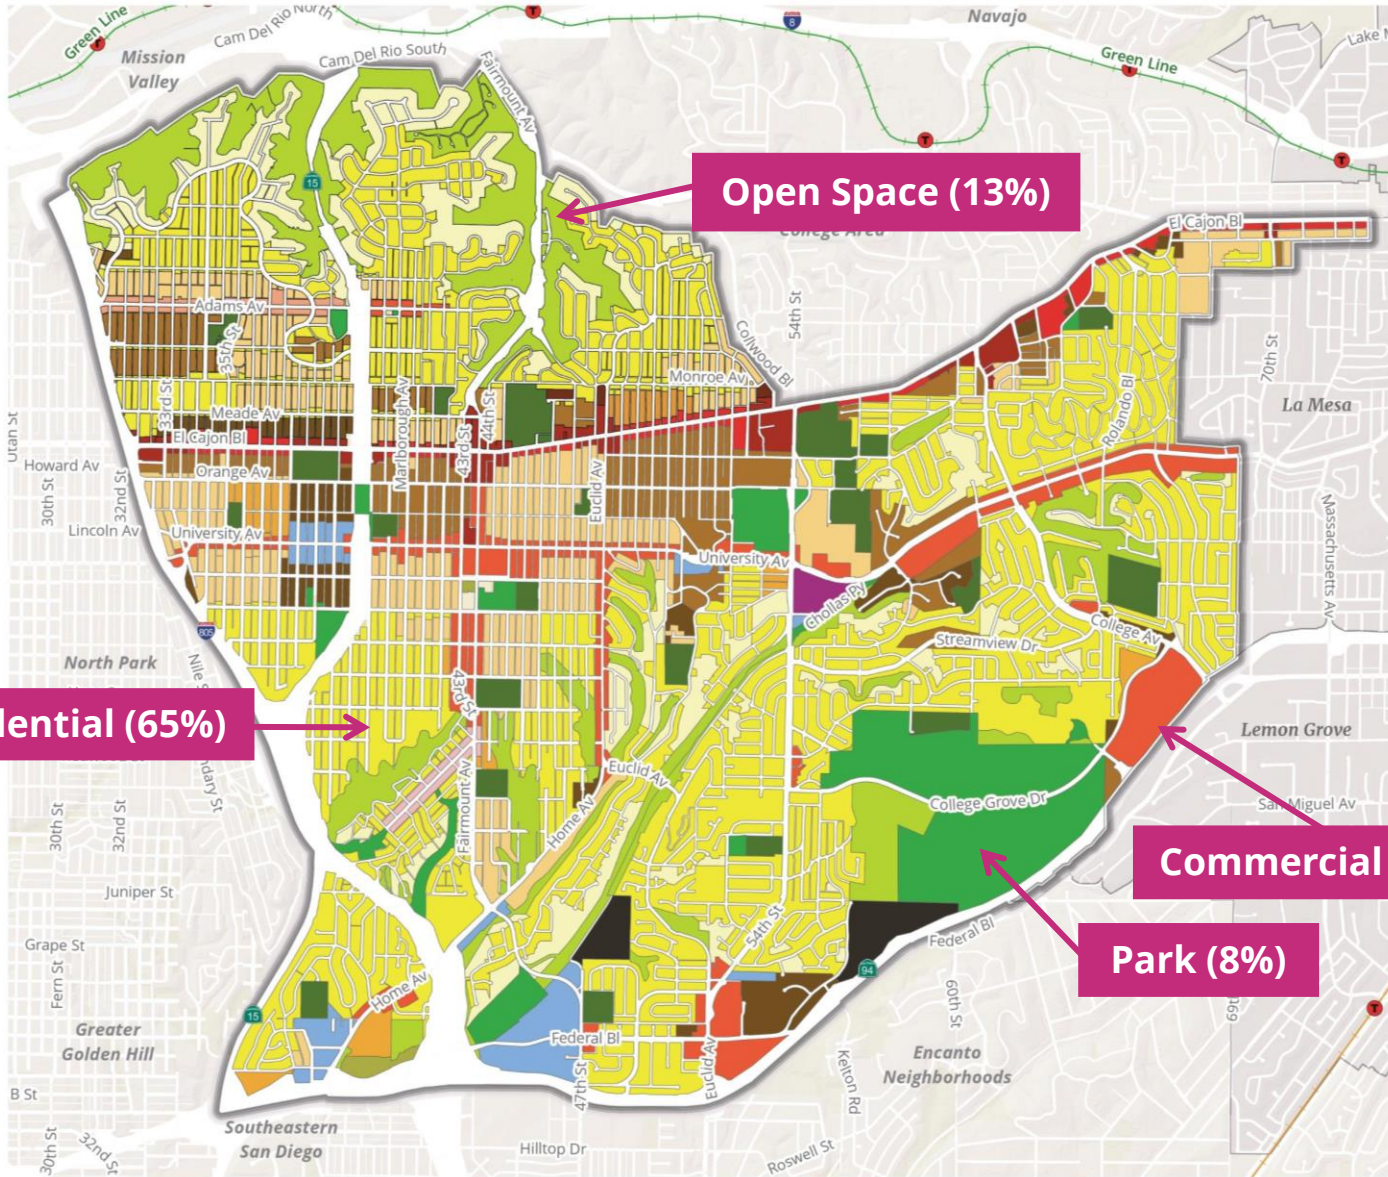 Green Line
Mission
Valley
Cam Del Rio North
Cam Del Rio South
Fairmount Av
8
Navajo
Green Line
T
Lake
15
Open Space (13%)
El Cajon Bl
Adams Av
35th St
33rd St
Marlborough Av
43rd St
44th St
Monroe Av
Collwood Bl
54th St
70th St
La Mesa
Meade Av
El Cajon Bl
Orange Av
Howard Av
30th St
32nd St
Lincoln Av
University Av
Euclid Av
University Av
Rolando Bl
Massachusetts Av
Chollas Py
Streamview Dr
College Av
805
North Park
dential (65%)
43rd St
Euclid Av
Fairmount Av
Home Av
College Grove Dr
Lemon Grove
San Miguel Av
30th St
32nd St
Juniper St
Commercial
Grape St
Fern St
54th St
Federal Bl
94
Park (8%)
15
Home Av
Greater
Golden Hill
Federal Bl
47th St
Euclid Av
60th St
Kelton Rd
Encanto
Neighborhoods
B St
30th St
32nd St
Southeastern
San Diego
Hilltop Dr
Roswell St